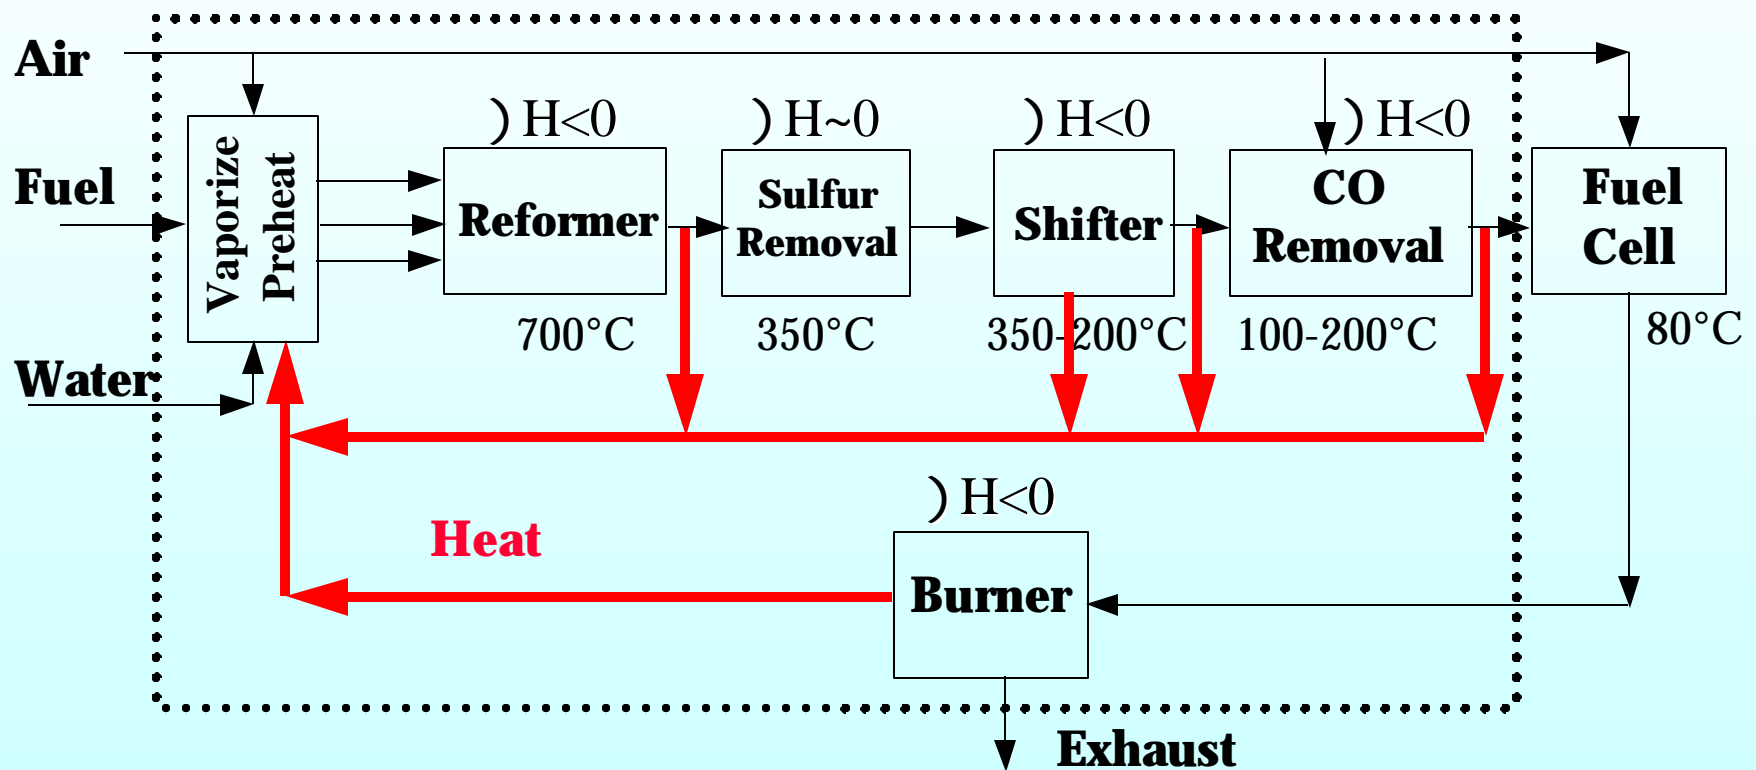 Air
) H<0
) H~0
) H<0
) H<0
Fuel
Vaporize
Preheat
Reformer
Sulfur
Removal
Shifter
CO
Removal
Fuel
Cell
700°C
350°C
350-200°C
100-200°C
80°C
Water
) H<0
Heat
Burner
Exhaust